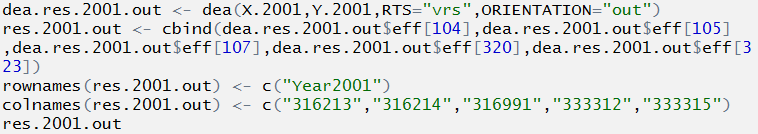 dea.res.2001.out <- dea(X.2001,Y.2001,RTS="vrs",ORIENTATION="out")
res.2001.out <- cbind(dea.res.2001.out$eff[104],dea.res.2001.out$eff[105]
,dea.res.2001.out$eff[107],dea.res.2001.out$eff[320],dea.res.2001.out$eff[3
23])
rownames(res.2001.out) <- c("Year2001")
colnames(res.2001.out) <- c("316213","316214","316991","333312","333315")
res.2001.out